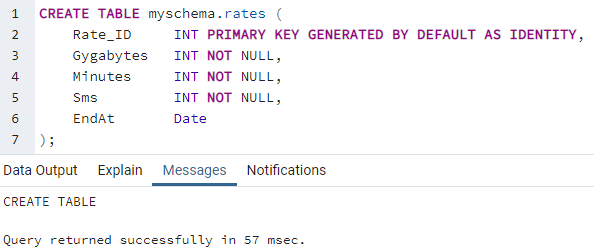 1 CREATE TABLE myschema.rates (
2 Rate_ID INT PRIMARY KEY GENERATED BY DEFAULT AS IDENTITY,
3 Gygabytes INT NOT NULL,
4 Minutes INT NOT NULL,
5 Sms INT NOT NULL,
6 EndAt Date
7 );
Data Output Explain Messages Notifications
CREATE TABLE
Query returned successfully in 57 msec.